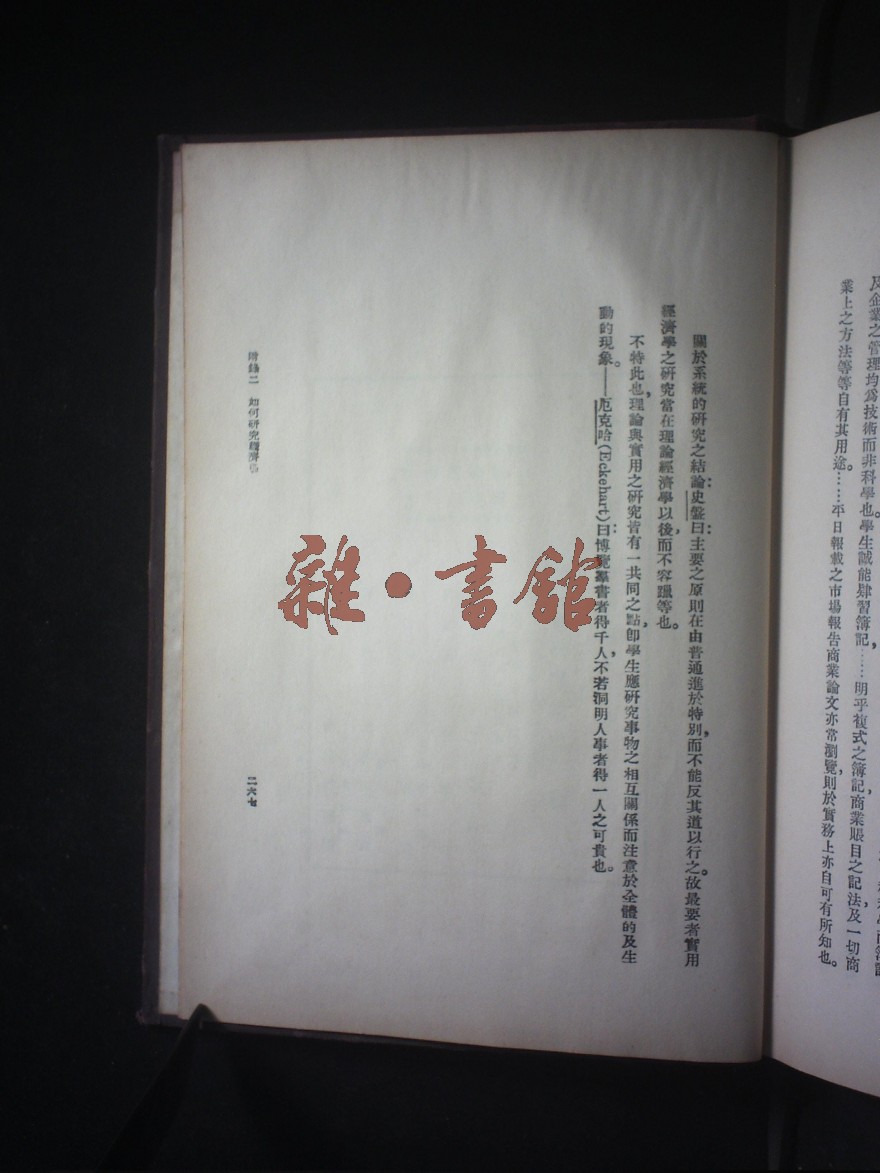 及企業之管理均為技術而非科學也。學生誠能肄習簿記，……明乎複式之簿記，商業賬目之記法，及一切商
業上之方法等等，自有其用途。……平日報載之市場報告，商業論文亦常瀏覽，則於實務上亦自可有所知也。
關於系統的研究之結論：史盤曰：主要之原則，在由普通進於特別，而不能反其道以行之。故最要者，實用
經濟學之研究，當在理論經濟學以後，而不容躐等也。
不特此也，理論與實用之研究，皆有一共同之點，即學生應研究事物之相互關係，而注意於全體的及生
動的現象。——厄克哈(Eckehart)曰：博覽羣書者得千人，不若洞明人事者得一人之可貴也。
附錄二 如何研究經濟學
二六七
雜·書館